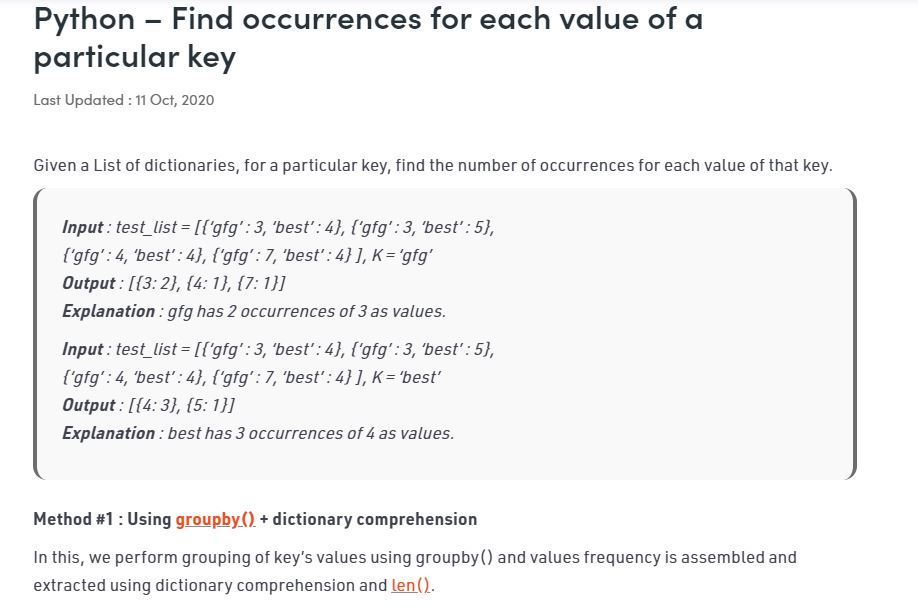 Python – Find occurrences for each value of a
particular key
Last Updated : 11 Oct, 2020
Given a List of dictionaries, for a particular key, find the number of occurrences for each value of that key.
Input : test_list = [{‘gfg’ : 3, ‘best’ : 4}, {‘gfg’ : 3, ‘best’ : 5},
{‘gfg’ : 4, ‘best’ : 4}, {‘gfg’ : 7, ‘best’ : 4} ], K = ‘gfg’
Output : [{3: 2}, {4: 1}, {7: 1}]
Explanation : gfg has 2 occurrences of 3 as values.
Input : test_list = [{‘gfg’ : 3, ‘best’ : 4}, {‘gfg’ : 3, ‘best’ : 5},
{‘gfg’ : 4, ‘best’ : 4}, {‘gfg’ : 7, ‘best’ : 4} ], K = ‘best’
Output : [{4: 3}, {5: 1}]
Explanation : best has 3 occurrences of 4 as values.
Method #1 : Using groupby() + dictionary comprehension
In this, we perform grouping of key’s values using groupby() and values frequency is assembled and
extracted using dictionary comprehension and len().